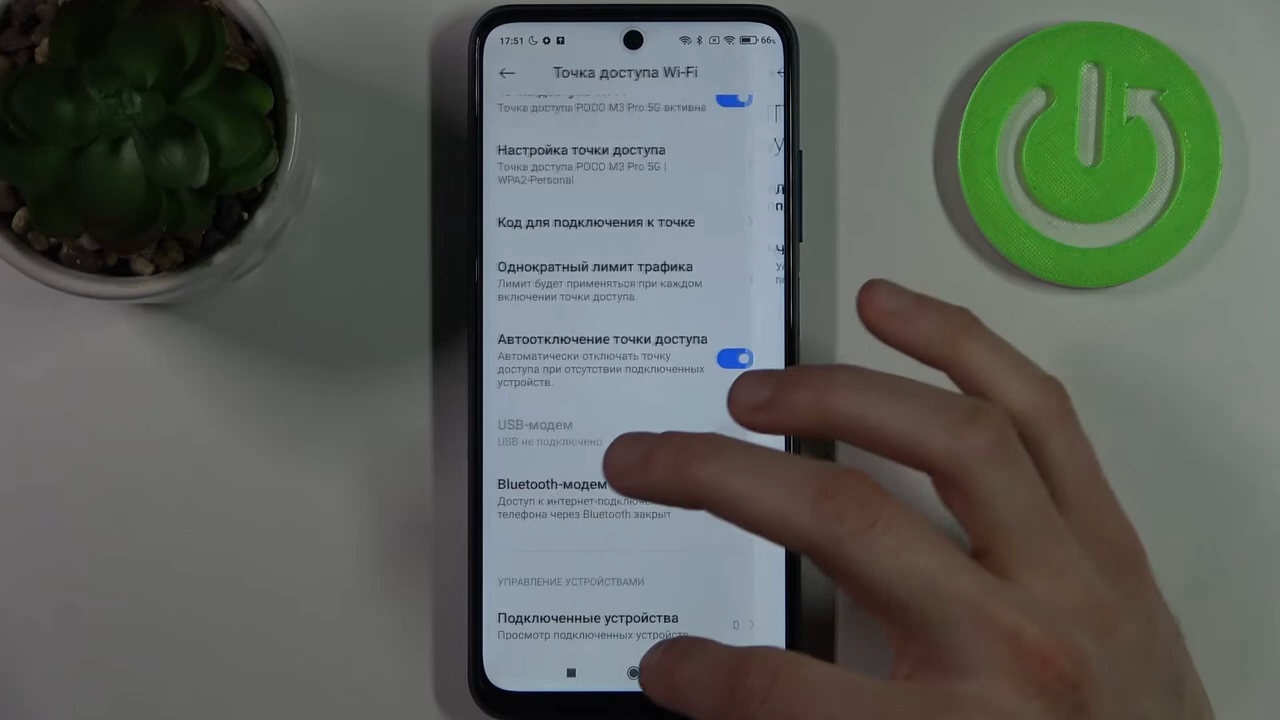 17:51
66%
Точка доступа Wi-Fi
Точка доступа POCO M3 Pro 5G активна
Настройка точки доступа
Точка доступа POCO M3 Pro 5G |
WPA2-Personal
Код для подключения к точке
Однократный лимит трафика
Лимит будет применяться при каждом
включении точки доступа.
Автоотключение точки доступа
Автоматически отключать точку
доступа при отсутствии подключенных
устройств.
USB-модем
USB не подключено
Bluetooth-модем
Доступ к
телефона через Bluetooth закрыт
УПРАВЛЕНИЕ УСТРОЙСТВАМИ
Подключенные устройства
0
Просмотр подключенных